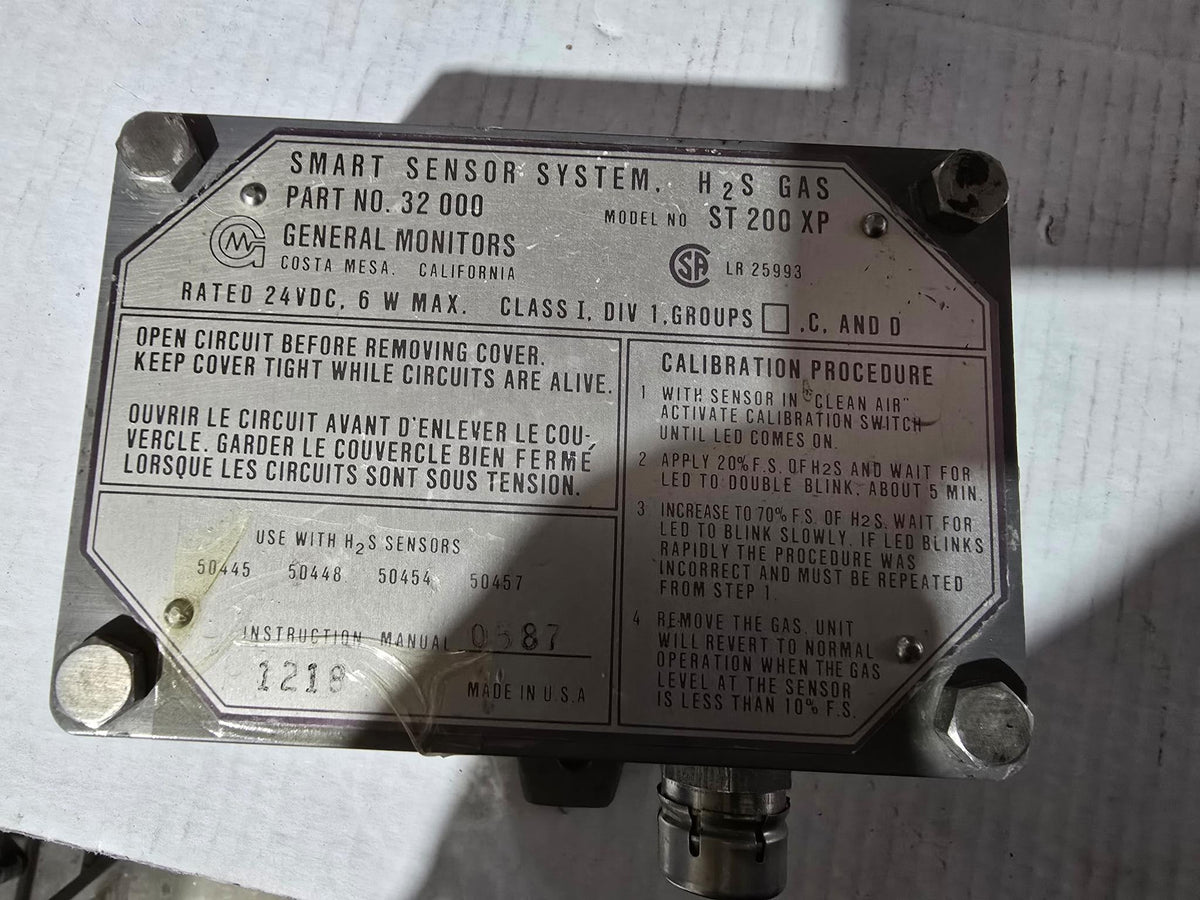 SMART SENSOR SYSTEM. H2S GAS
PART NO. 32 000
MODEL NO ST 200 XP
GENERAL MONITORS
COSTA MESA. CALIFORNIA
SA LR 25993
RATED 24VDC, 6 W MAX. CLASS I, DIV 1, GROUPS ☐ ,C, AND D
OPEN CIRCUIT BEFORE REMOVING COVER.
KEEP COVER TIGHT WHILE CIRCUITS ARE ALIVE.
OUVRIR LE CIRCUIT AVANT D'ENLEVER LE COU-
VERCLE. GARDER LE COUVERCLE BIEN FERMÉ
LORSQUE LES CIRCUITS SONT SOUS TENSION.
USE WITH H2S SENSORS
50445 50448 50454 50457
INSTRUCTION MANUAL 0587
1218
MADE IN U.S.A
CALIBRATION PROCEDURE
1 WITH SENSOR IN "CLEAN AIR"
ACTIVATE CALIBRATION SWITCH
UNTIL LED COMES ON.
2 APPLY 20% F.S. OF H2S AND WAIT FOR
LED TO DOUBLE BLINK, ABOUT 5 MIN.
3 INCREASE TO 70% F.S. OF H2S. WAIT FOR
LED TO BLINK SLOWLY. IF LED BLINKS
RAPIDLY THE PROCEDURE WAS
INCORRECT AND MUST BE REPEATED
FROM STEP 1.
4 REMOVE THE GAS. UNIT
WILL REVERT TO NORMAL
OPERATION WHEN THE GAS
LEVEL AT THE SENSOR
IS LESS THAN 10% F.S.